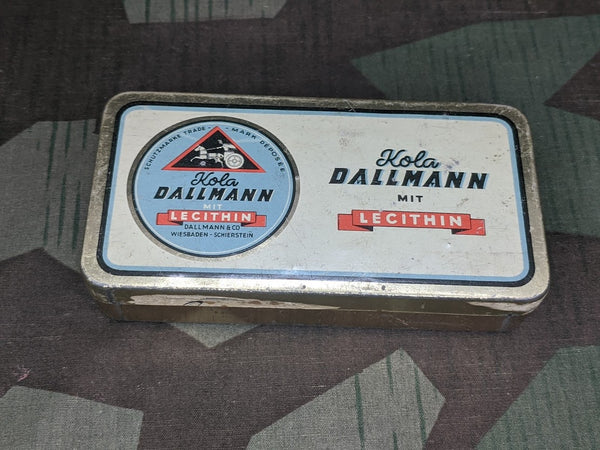 SCHUTZMARKE TRADE - - MARK DEPOSÉE
Kola
DALLMANN
MIT
LECITHIN
DALLMANN & CO
WIESBADEN - SCHIERSTEIN
Kola
DALLMANN
MIT
LECITHIN